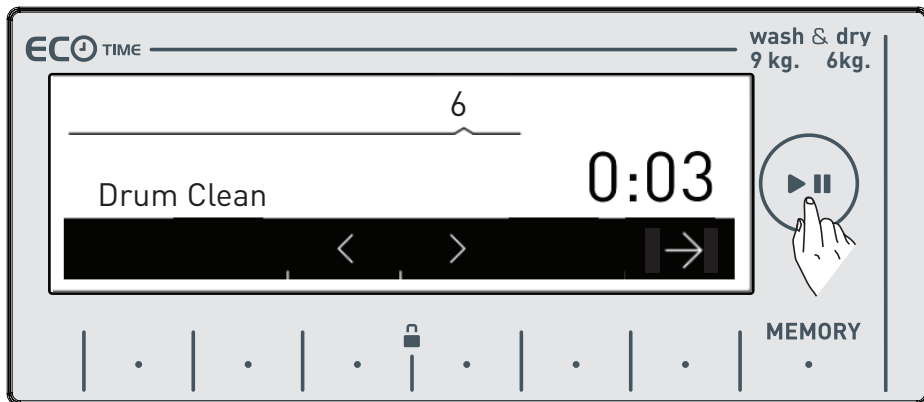 ECO TIME
wash & dry
9 kg. 6kg.
6
0:03
Drum Clean
MEMORY